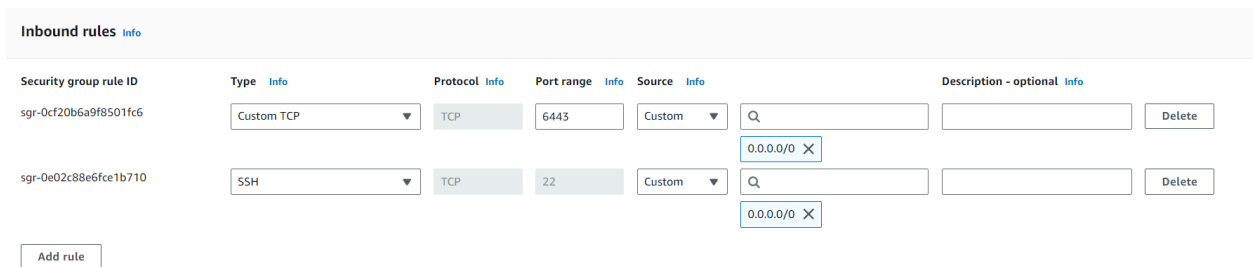 Inbound rules Info
Security group rule ID Type Info Protocol Info Port range Info Source Info Description - optional Info
sgr-0cf20b6a9f8501fc6 Custom TCP TCP 6443 Custom Delete
0.0.0.0/0
sgr-0e02c88e6fce1b710 SSH TCP 22 Custom Delete
0.0.0.0/0
Add rule